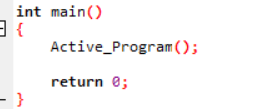 int main()
{
    Active_Program();
    return 0;
}